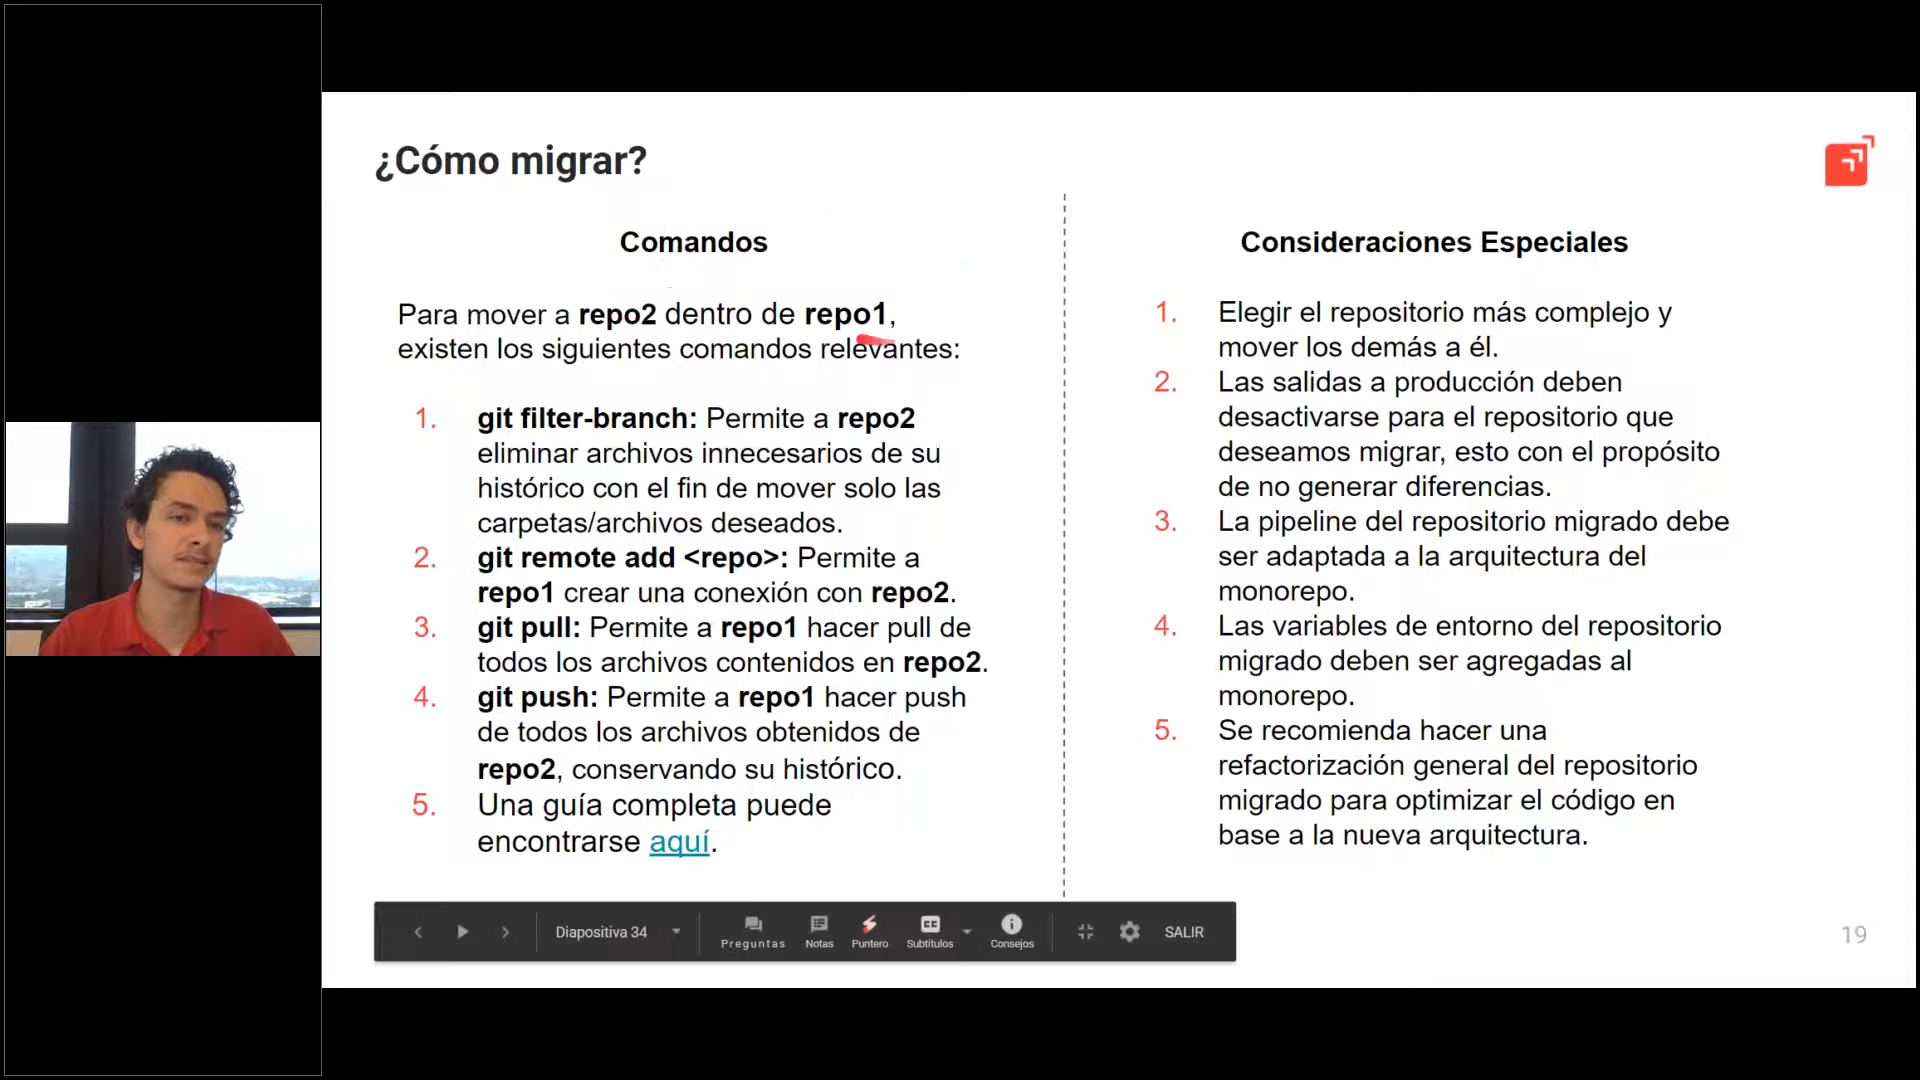 ¿Cómo migrar?
Comandos
Para mover a repo2 dentro de repo1,
existen los siguientes comandos relevantes:
1. git filter-branch: Permite a repo2
eliminar archivos innecesarios de su
histórico con el fin de mover solo las
carpetas/archivos deseados.
2. git remote add <repo>: Permite a
repo1 crear una conexión con repo2.
3. git pull: Permite a repo1 hacer pull de
todos los archivos contenidos en repo2.
4. git push: Permite a repo1 hacer push
de todos los archivos obtenidos de
repo2, conservando su histórico.
5. Una guía completa puede
encontrarse aquí.
Consideraciones Especiales
1. Elegir el repositorio más complejo y
mover los demás a él.
2. Las salidas a producción deben
desactivarse para el repositorio que
deseamos migrar, esto con el propósito
de no generar diferencias.
3. La pipeline del repositorio migrado debe
ser adaptada a la arquitectura del
monorepo.
4. Las variables de entorno del repositorio
migrado deben ser agregadas al
monorepo.
5. Se recomienda hacer una
refactorización general del repositorio
migrado para optimizar el código en
base a la nueva arquitectura.
Diapositiva 34
Preguntas
Notas
Puntero
CC
Subtítulos
Consejos
SALIR
19